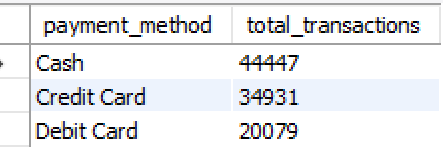 payment_method total_transactions
Cash 44447
Credit Card 34931
Debit Card 20079